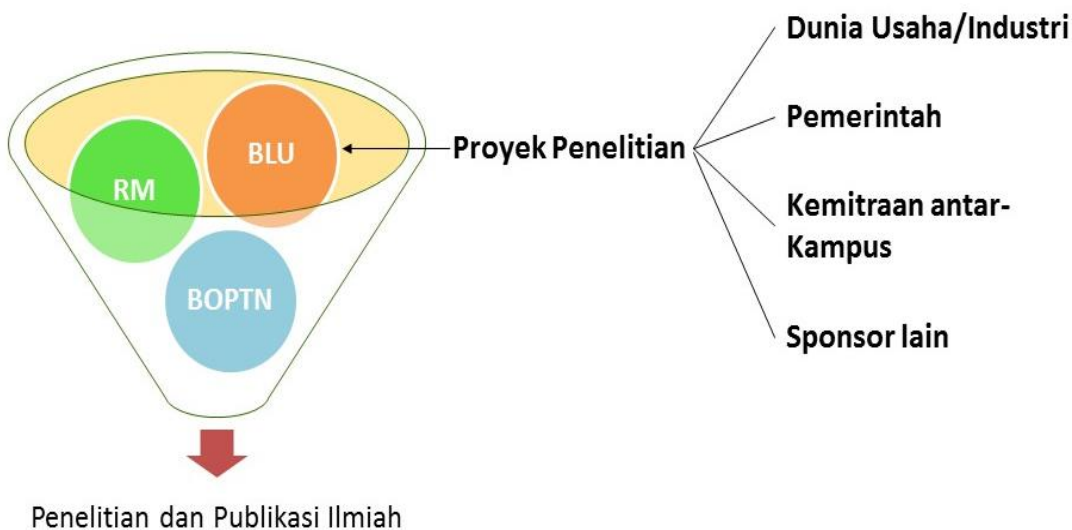 RM
BLU
BOPTN
Penelitian dan Publikasi Ilmiah
Proyek Penelitian
Dunia Usaha/Industri
Pemerintah
Kemitraan antar-
Kampus
Sponsor lain